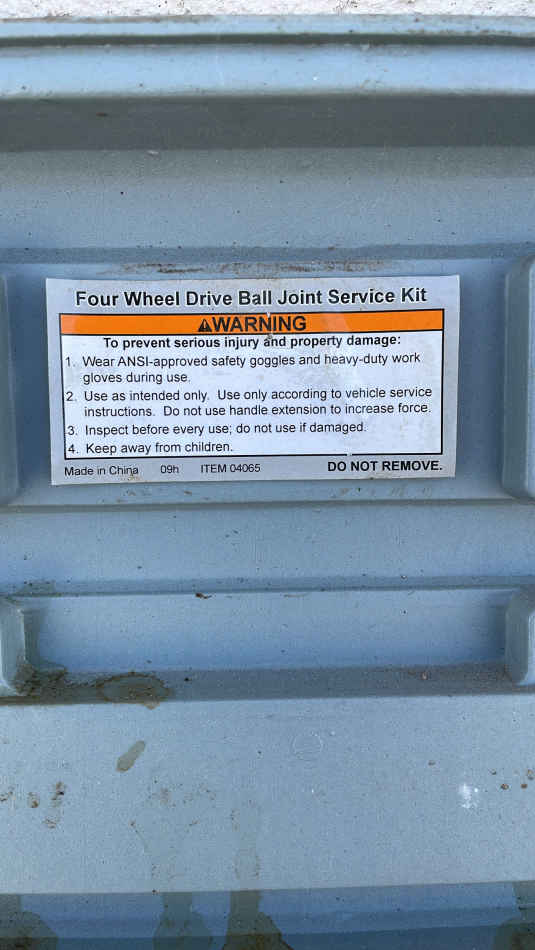 Four Wheel Drive Ball Joint Service Kit
⚠WARNING
To prevent serious injury and property damage:
1. Wear ANSI-approved safety goggles and heavy-duty work
gloves during use.
2. Use as intended only. Use only according to vehicle service
instructions. Do not use handle extension to increase force.
3. Inspect before every use; do not use if damaged.
4. Keep away from children.
Made in China 09h ITEM 04065 DO NOT REMOVE.